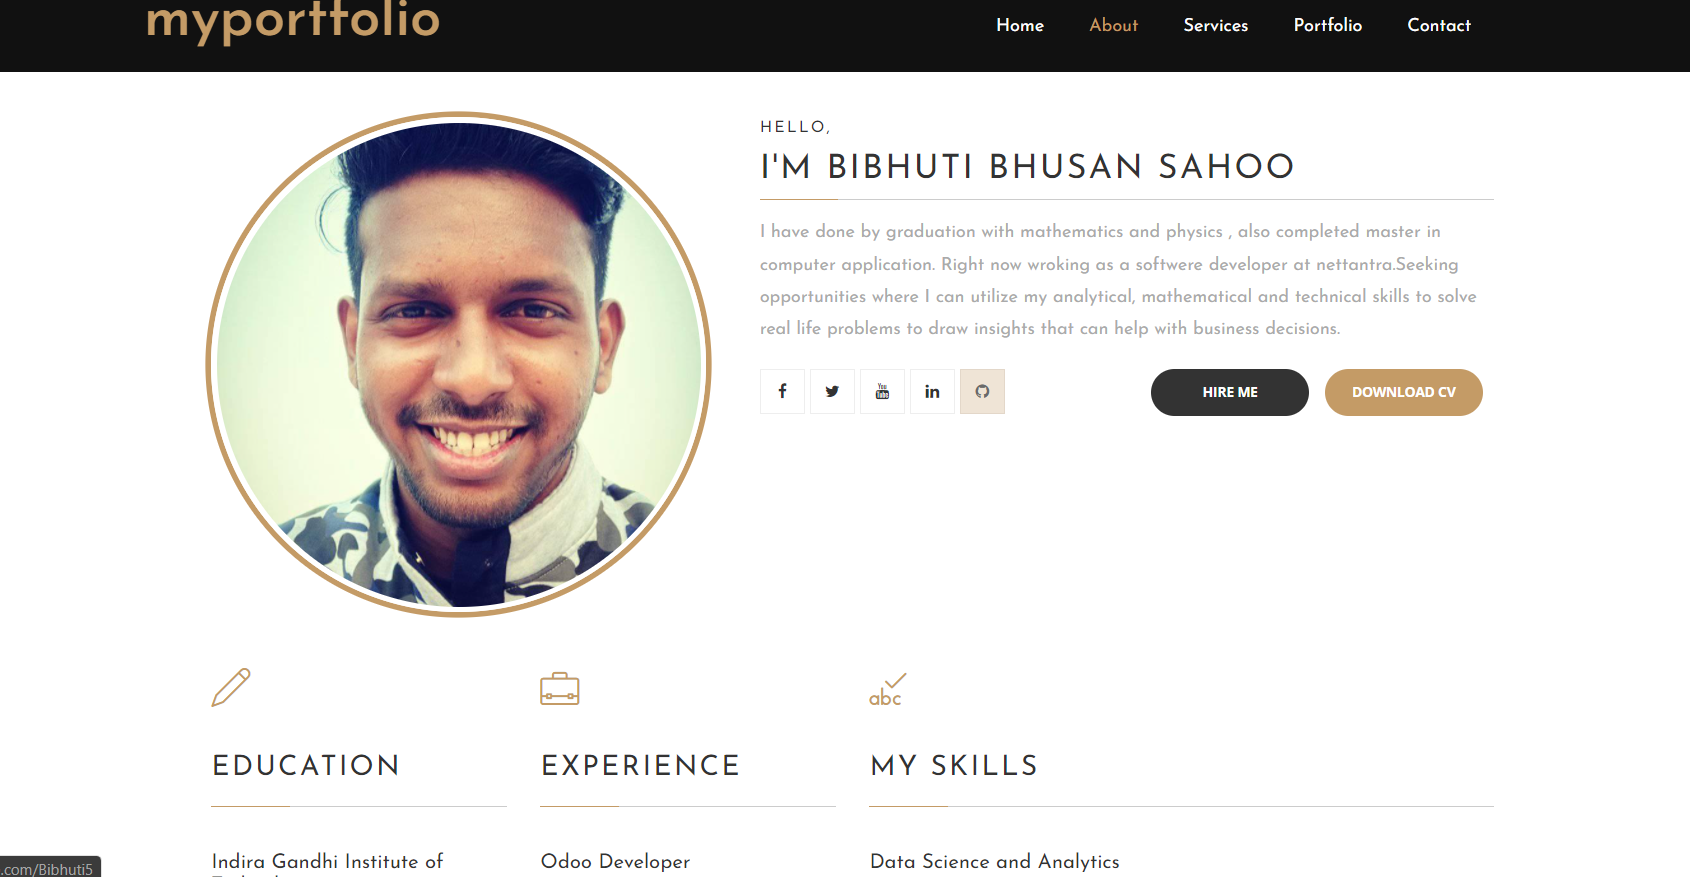 myportfolio
Home About Services Portfolio Contact
HELLO,
I'M BIBHUTI BHUSAN SAHOO
I have done by graduation with mathematics and physics , also completed master in
computer application. Right now wroking as a softwere developer at nettantra.Seeking
opportunities where I can utilize my analytical, mathematical and technical skills to solve
real life problems to draw insights that can help with business decisions.
You Tube
in
HIRE ME DOWNLOAD CV
abc
EDUCATION EXPERIENCE MY SKILLS
Indira Gandhi Institute of Odoo Developer Data Science and Analytics
.com/Bibhuti5